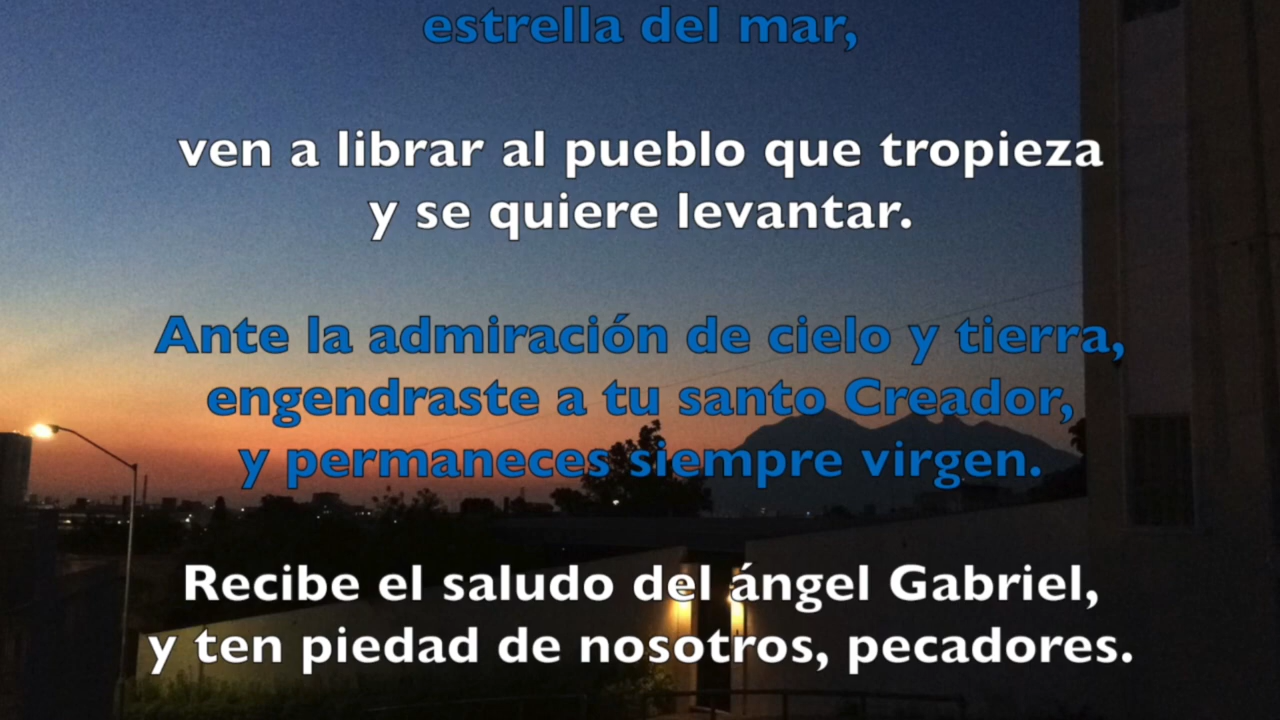 estrella del mar,
ven a librar al pueblo que tropieza
y se quiere levantar.
Ante la admiración de cielo y tierra,
engendraste a tu santo Creador,
y permaneces siempre virgen.
Recibe el saludo del ángel Gabriel,
y ten piedad de nosotros, pecadores.